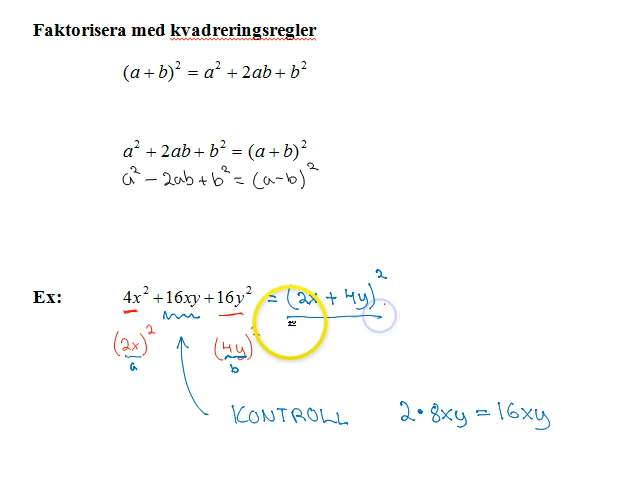 Faktorisera med kvadreringsregler
(a+b)² = a² + 2ab + b²
a² + 2ab + b² = (a+b)²
a² − 2ab + b² = (a−b)²
Ex: 4x² + 16xy + 16y² = (2x + 4y)².
(2x)² (4y)²
a b
KONTROLL 2·8xy = 16xy